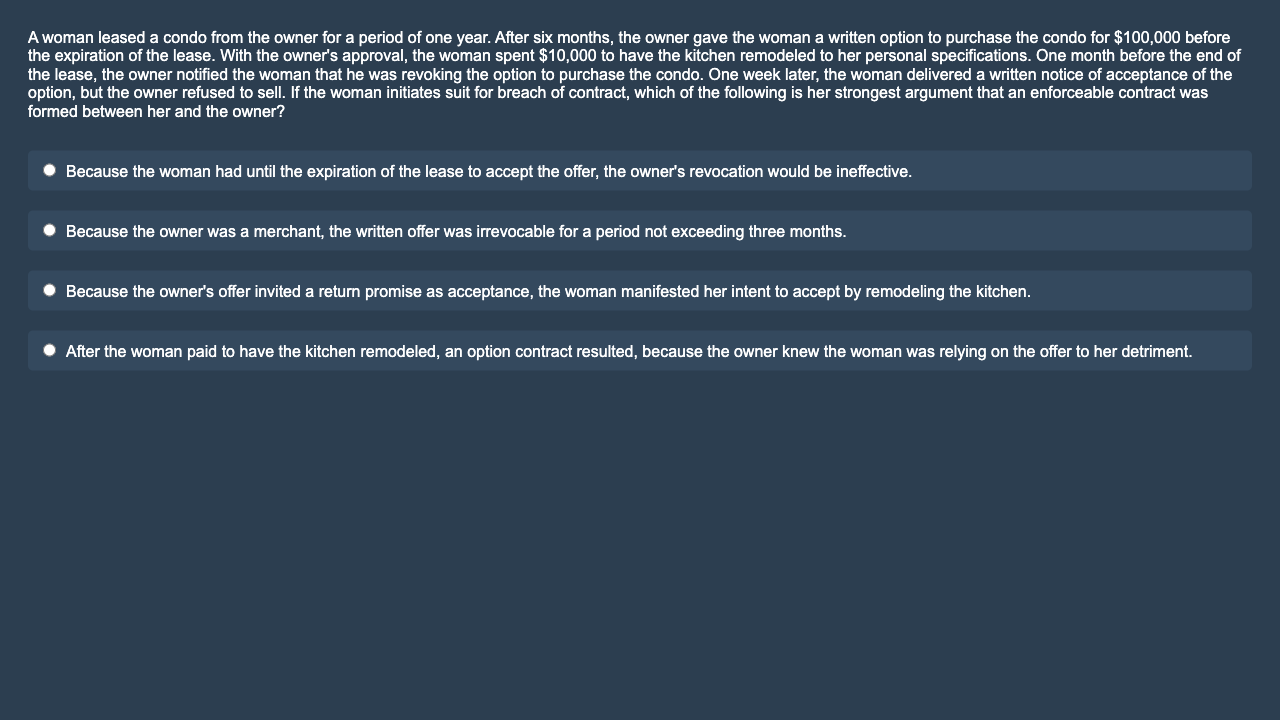 A woman leased a condo from the owner for a period of one year. After six months, the owner gave the woman a written option to purchase the condo for $100,000 before
the expiration of the lease. With the owner's approval, the woman spent $10,000 to have the kitchen remodeled to her personal specifications. One month before the end of
the lease, the owner notified the woman that he was revoking the option to purchase the condo. One week later, the woman delivered a written notice of acceptance of the
option, but the owner refused to sell. If the woman initiates suit for breach of contract, which of the following is her strongest argument that an enforceable contract was
formed between her and the owner?
Because the woman had until the expiration of the lease to accept the offer, the owner's revocation would be ineffective.
Because the owner was a merchant, the written offer was irrevocable for a period not exceeding three months.
Because the owner's offer invited a return promise as acceptance, the woman manifested her intent to accept by remodeling the kitchen.
After the woman paid to have the kitchen remodeled, an option contract resulted, because the owner knew the woman was relying on the offer to her detriment.